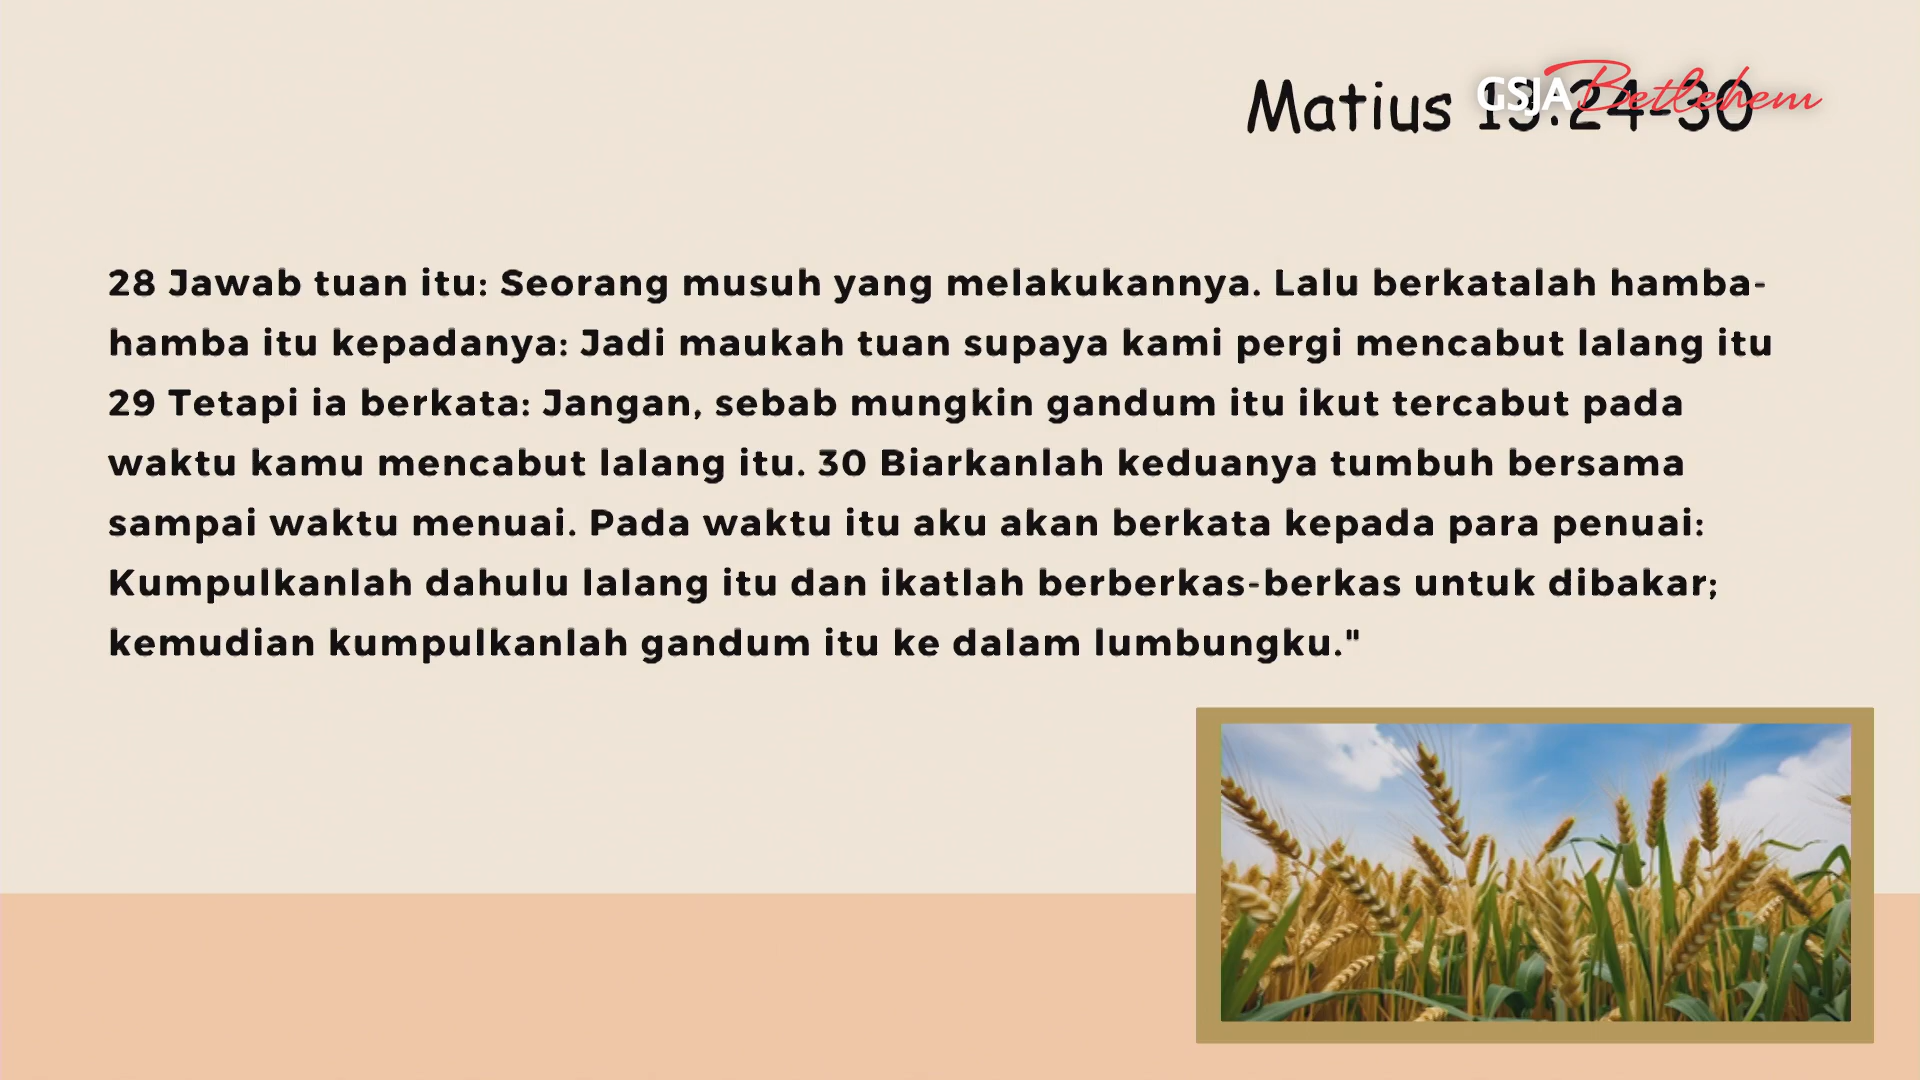 Matius 13:24-30
GSJA Betlehem
28 Jawab tuan itu: Seorang musuh yang melakukannya. Lalu berkatalah hamba-
hamba itu kepadanya: Jadi maukah tuan supaya kami pergi mencabut lalang itu
29 Tetapi ia berkata: Jangan, sebab mungkin gandum itu ikut tercabut pada
waktu kamu mencabut lalang itu. 30 Biarkanlah keduanya tumbuh bersama
sampai waktu menuai. Pada waktu itu aku akan berkata kepada para penuai:
Kumpulkanlah dahulu lalang itu dan ikatlah berberkas-berkas untuk dibakar;
kemudian kumpulkanlah gandum itu ke dalam lumbungku."